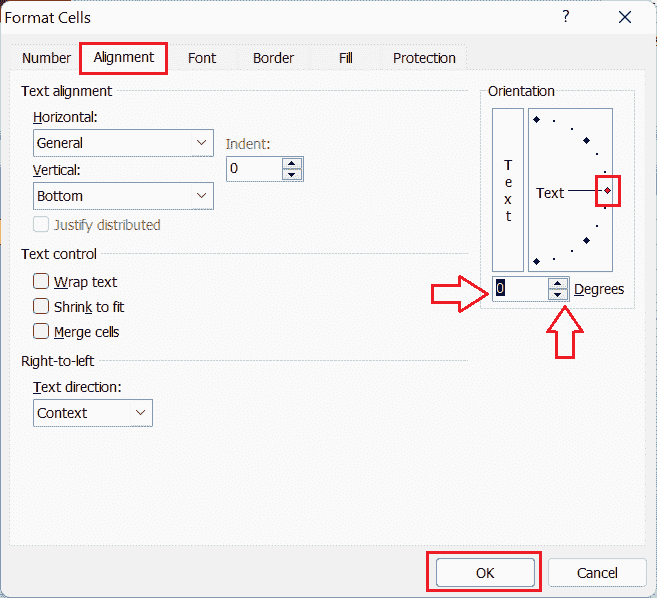 Format Cells ?
Number Alignment Font Border Fill Protection
Text alignment
Horizontal:
General
Indent:
0
Vertical:
Bottom
Justify distributed
Text control
Wrap text
Shrink to fit
Merge cells
Right-to-left
Text direction:
Context
Orientation
Text
Text
0 Degrees
OK Cancel